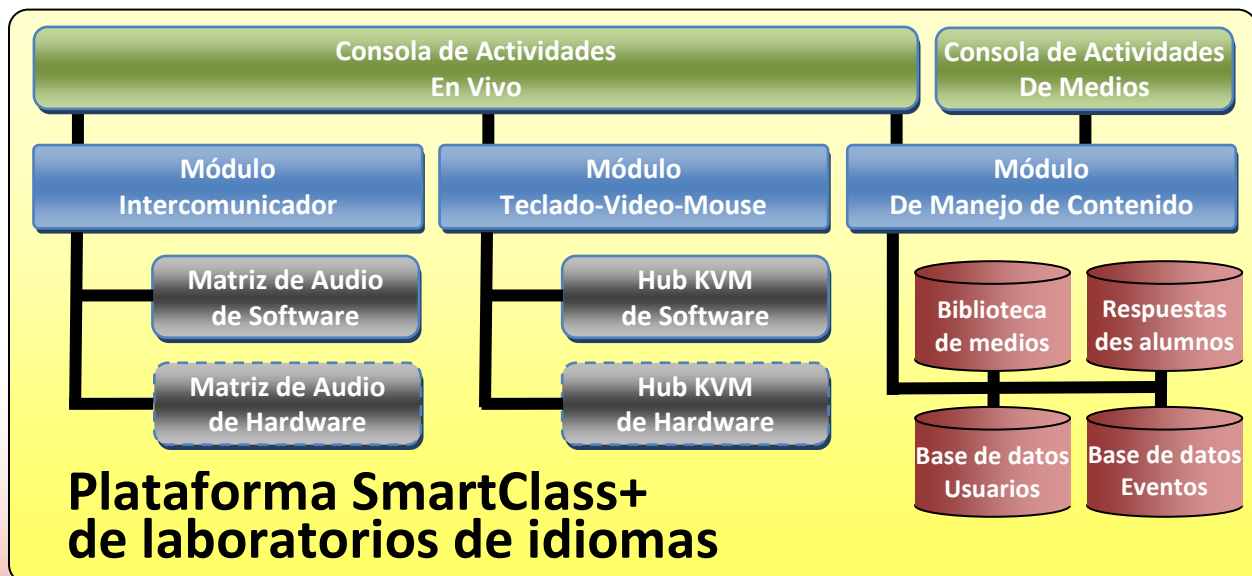 Consola de Actividades
En Vivo
Consola de Actividades
De Medios
Módulo
Intercomunicador
Módulo
Teclado-Video-Mouse
Módulo
De Manejo de Contenido
Matriz de Audio
de Software
Hub KVM
de Software
Biblioteca
de medios
Respuestas
des alumnos
Matriz de Audio
de Hardware
Hub KVM
de Hardware
Base de datos
Usuarios
Base de datos
Eventos
Plataforma SmartClass+
de laboratorios de idiomas